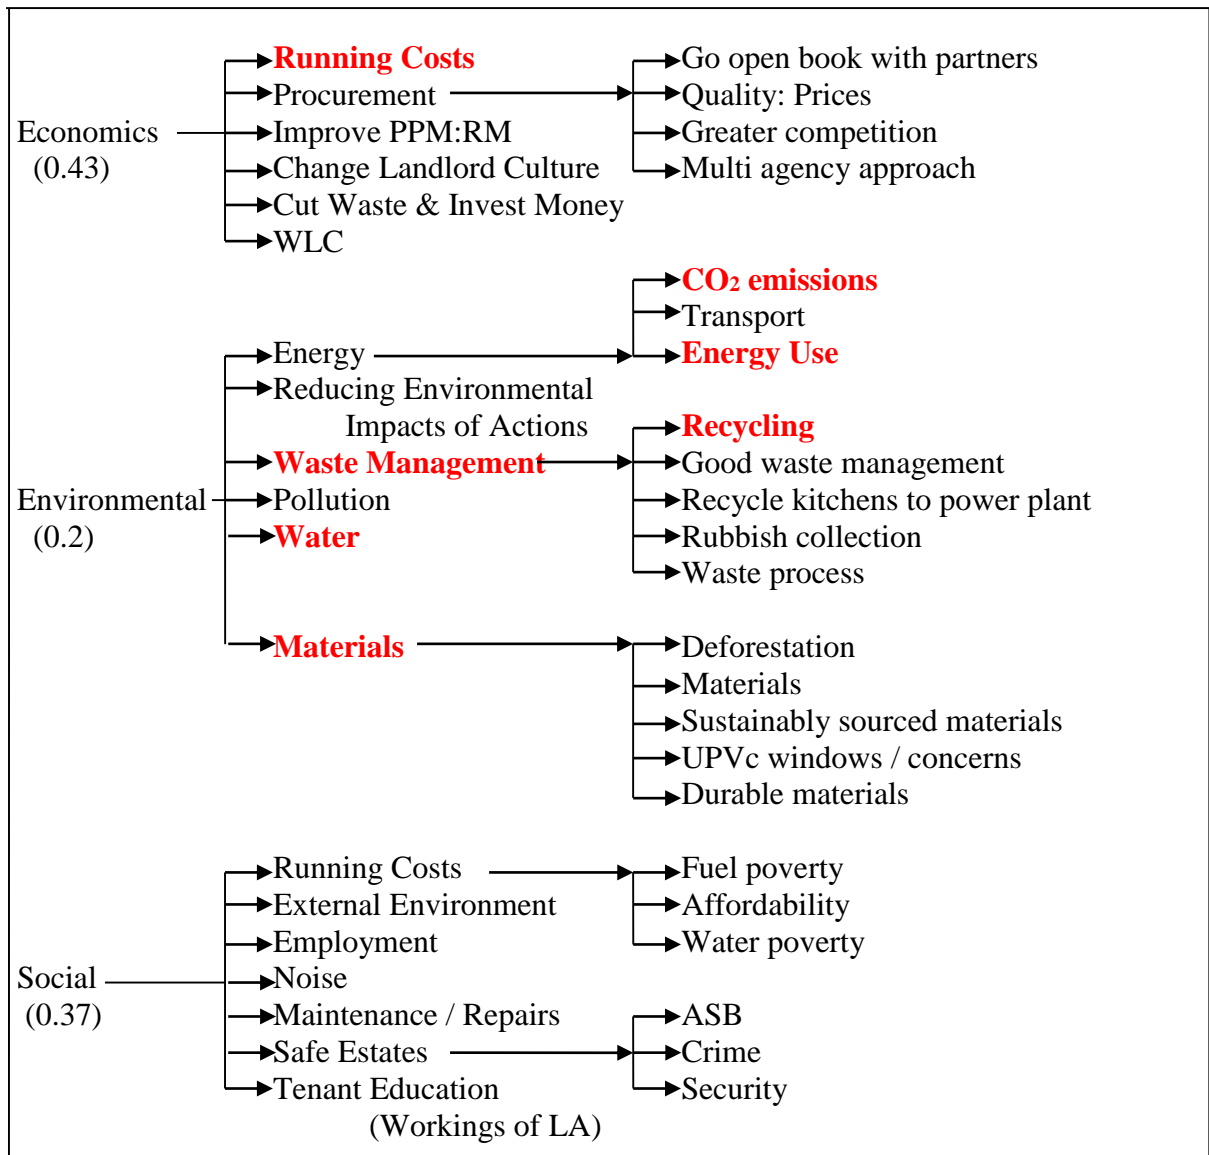 Running Costs
Go open book with partners
Procurement
Quality: Prices
Economics
Improve PPM:RM
Greater competition
(0.43)
Change Landlord Culture
Multi agency approach
Cut Waste & Invest Money
WLC
CO₂ emissions
Transport
Energy
Energy Use
Reducing Environmental
Impacts of Actions
Recycling
Waste Management
Good waste management
Environmental
Pollution
Recycle kitchens to power plant
(0.2)
Water
Rubbish collection
Waste process
Materials
Deforestation
Materials
Sustainably sourced materials
UPVc windows / concerns
Durable materials
Running Costs
Fuel poverty
External Environment
Affordability
Employment
Water poverty
Social
Noise
(0.37)
Maintenance / Repairs
ASB
Safe Estates
Crime
Tenant Education
Security
(Workings of LA)